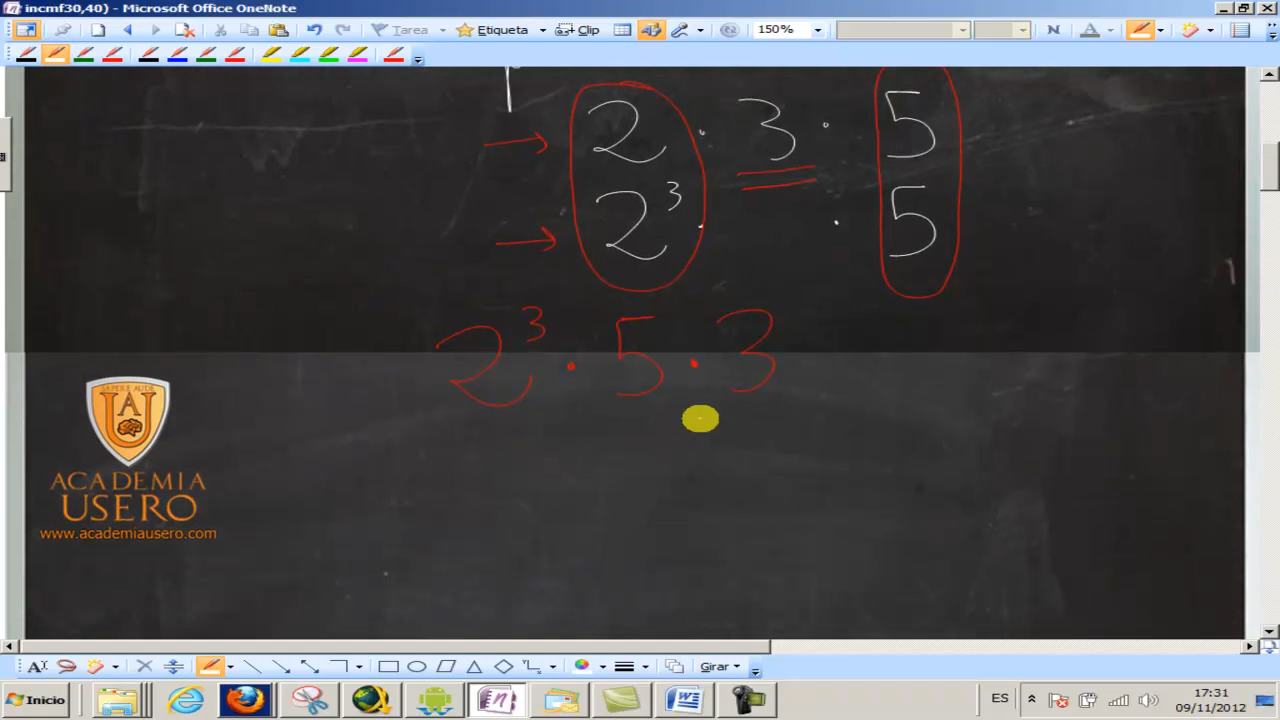 incmf30,40) - Microsoft Office OneNote
Tarea Etiqueta Clip 150% N A
2 · 3 · 5
2³ · · 5
2³ · 5 · 3
SAPERE AUDE
UA
ACADEMIA
USERO
www.academiausero.com
A Girar
Inicio ES 17:31
09/11/2012